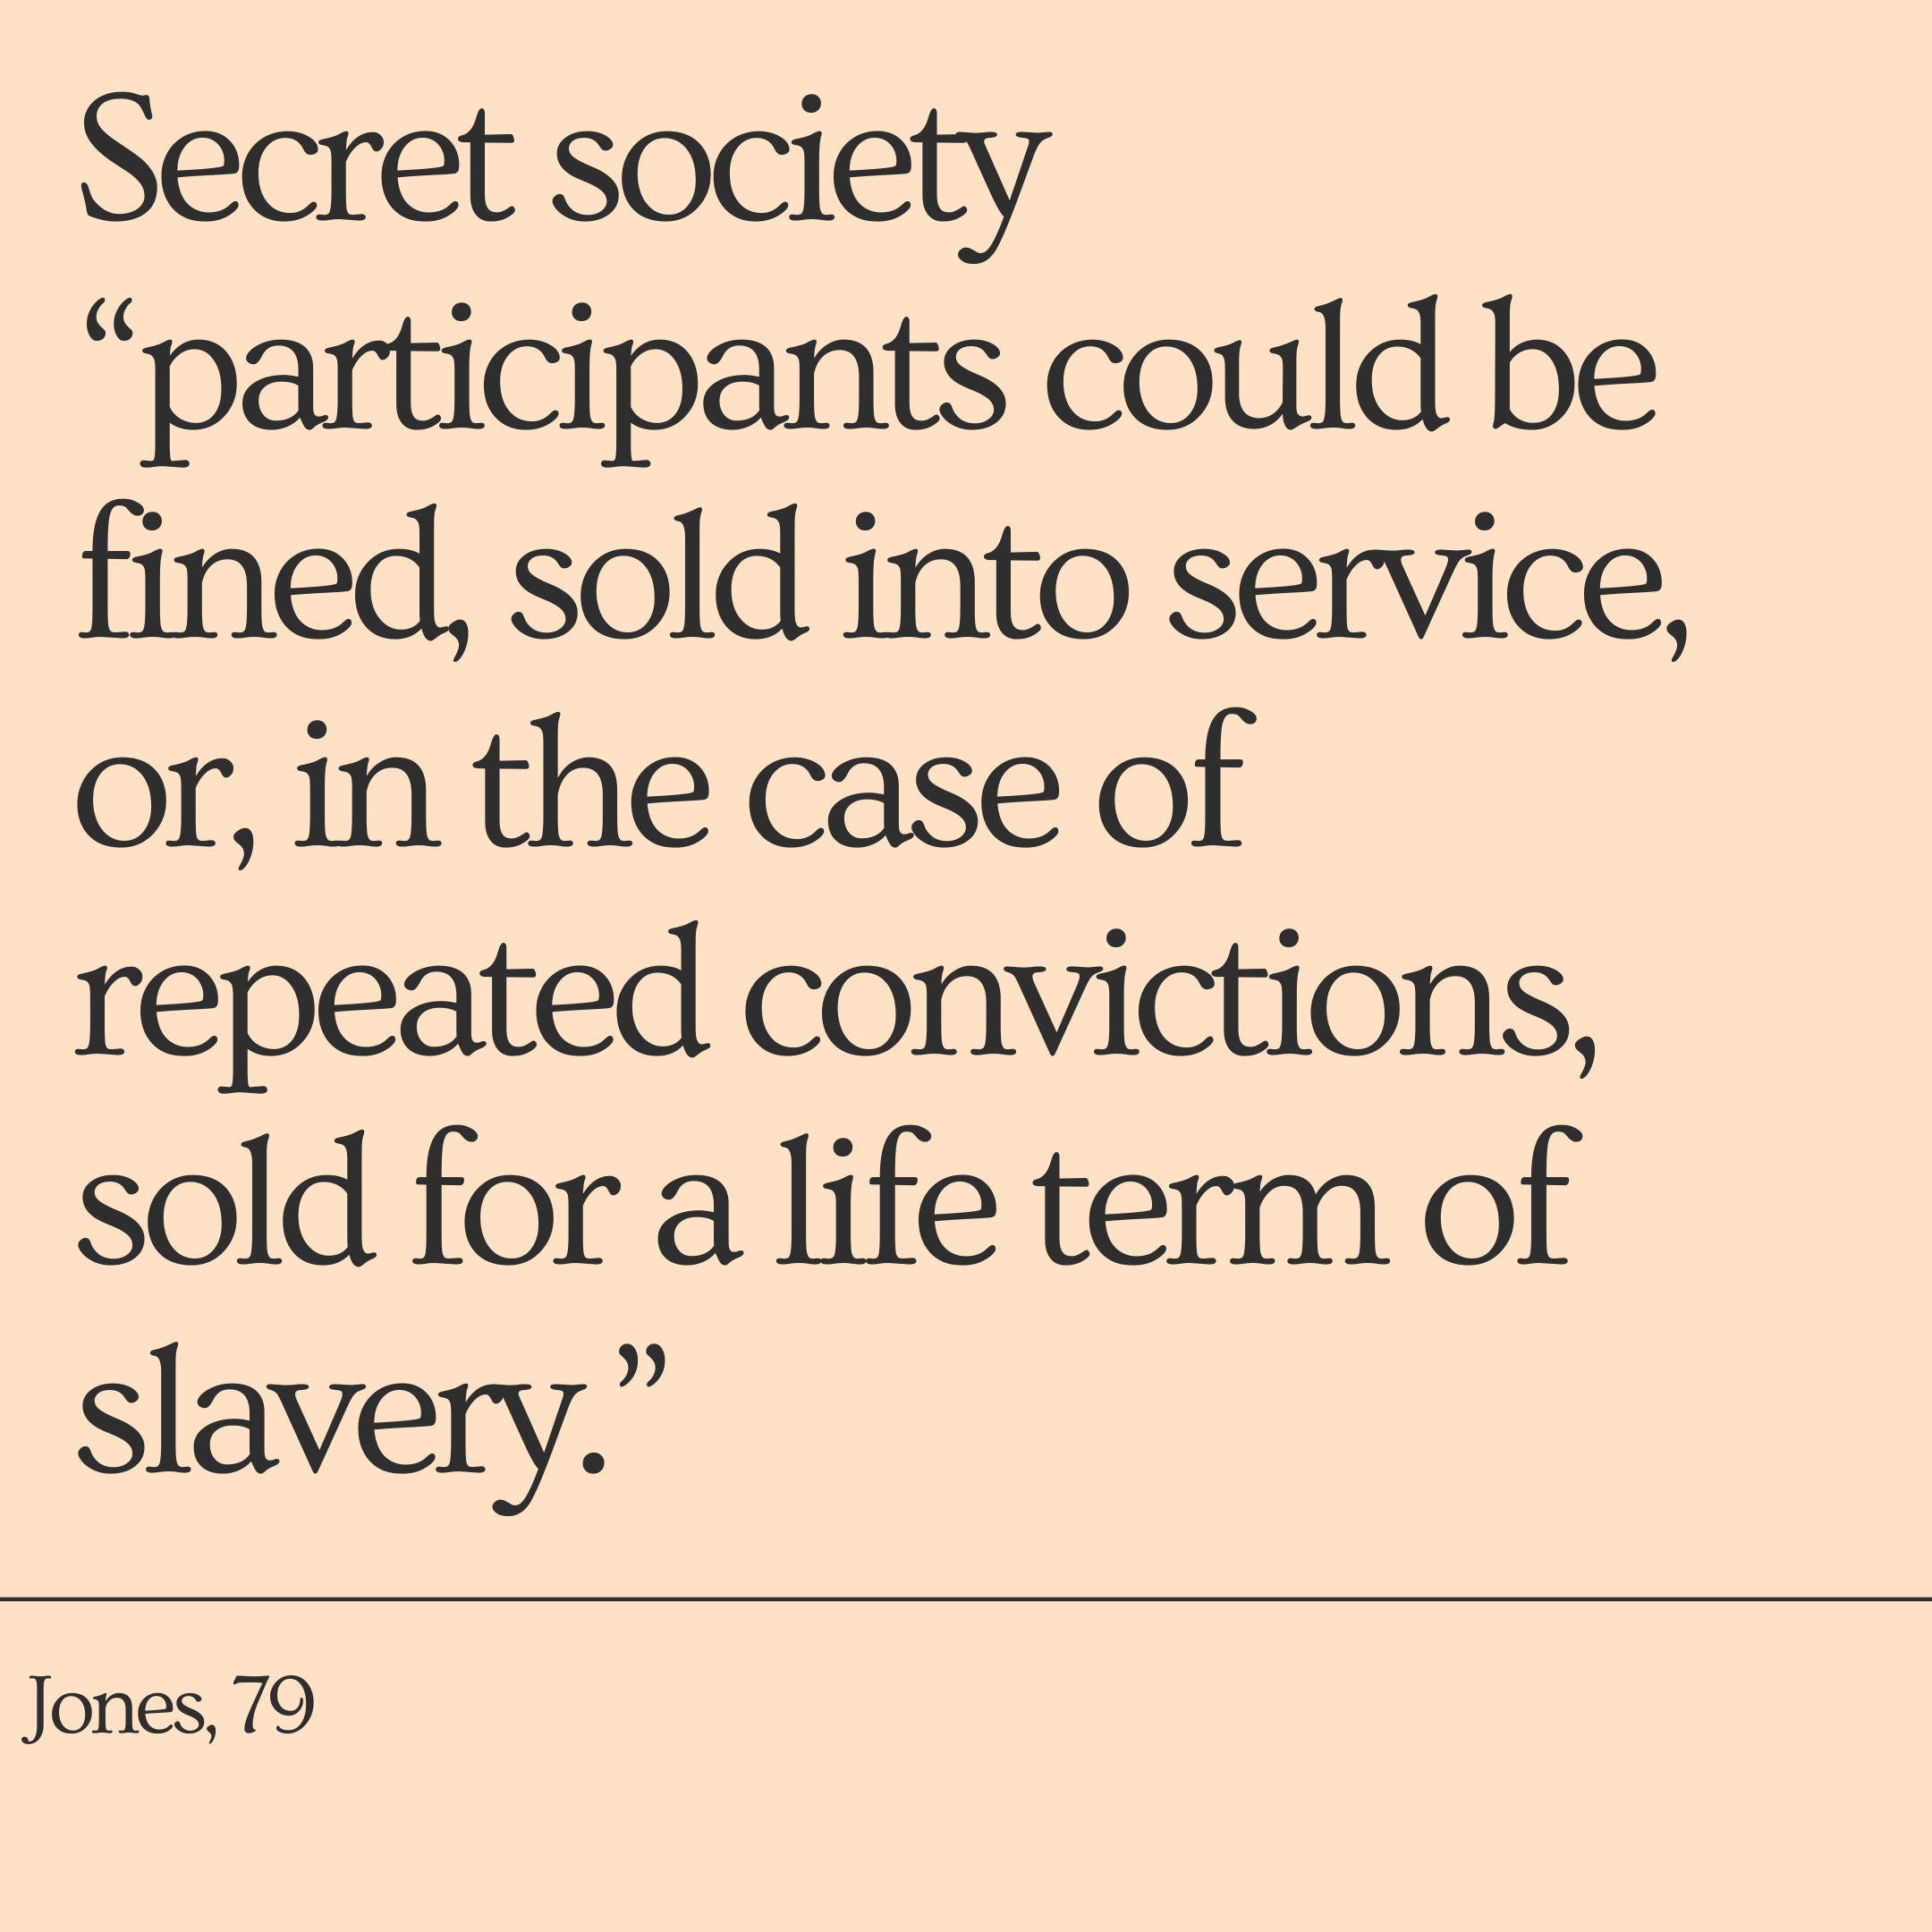 Secret society
“participants could be
fined, sold into service,
or, in the case of
repeated convictions,
sold for a life term of
slavery.”
Jones, 79